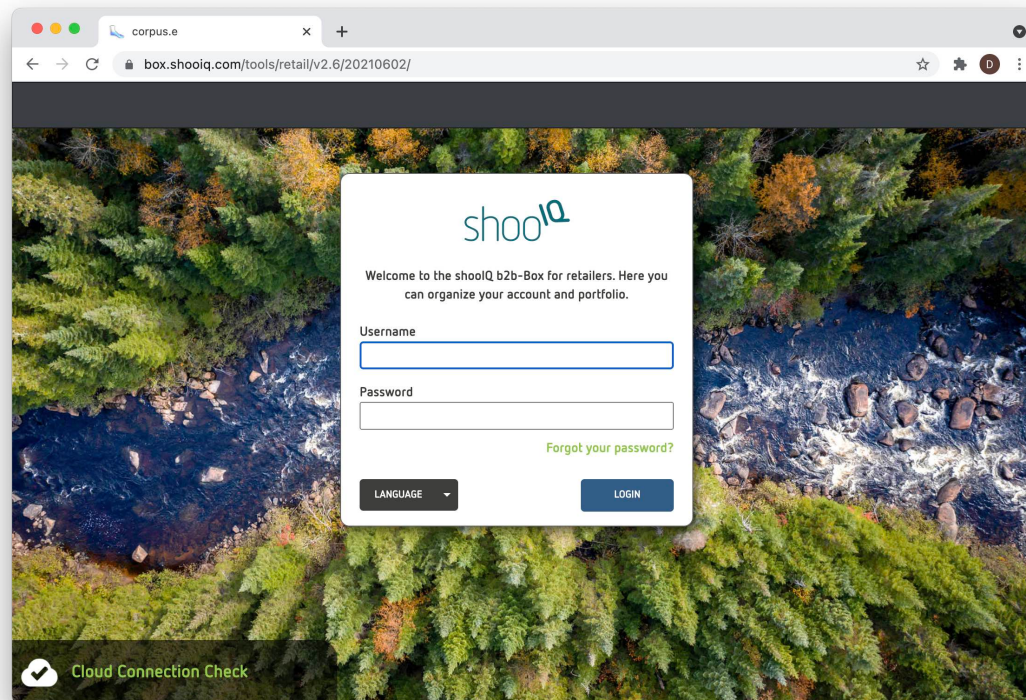 corpus.e
box.shooiq.com/tools/retail/v2.6/20210602/
D
shooIQ
Welcome to the shooIQ b2b-Box for retailers. Here you
can organize your account and portfolio.
Username
Password
Forgot your password?
LANGUAGE
LOGIN
Cloud Connection Check